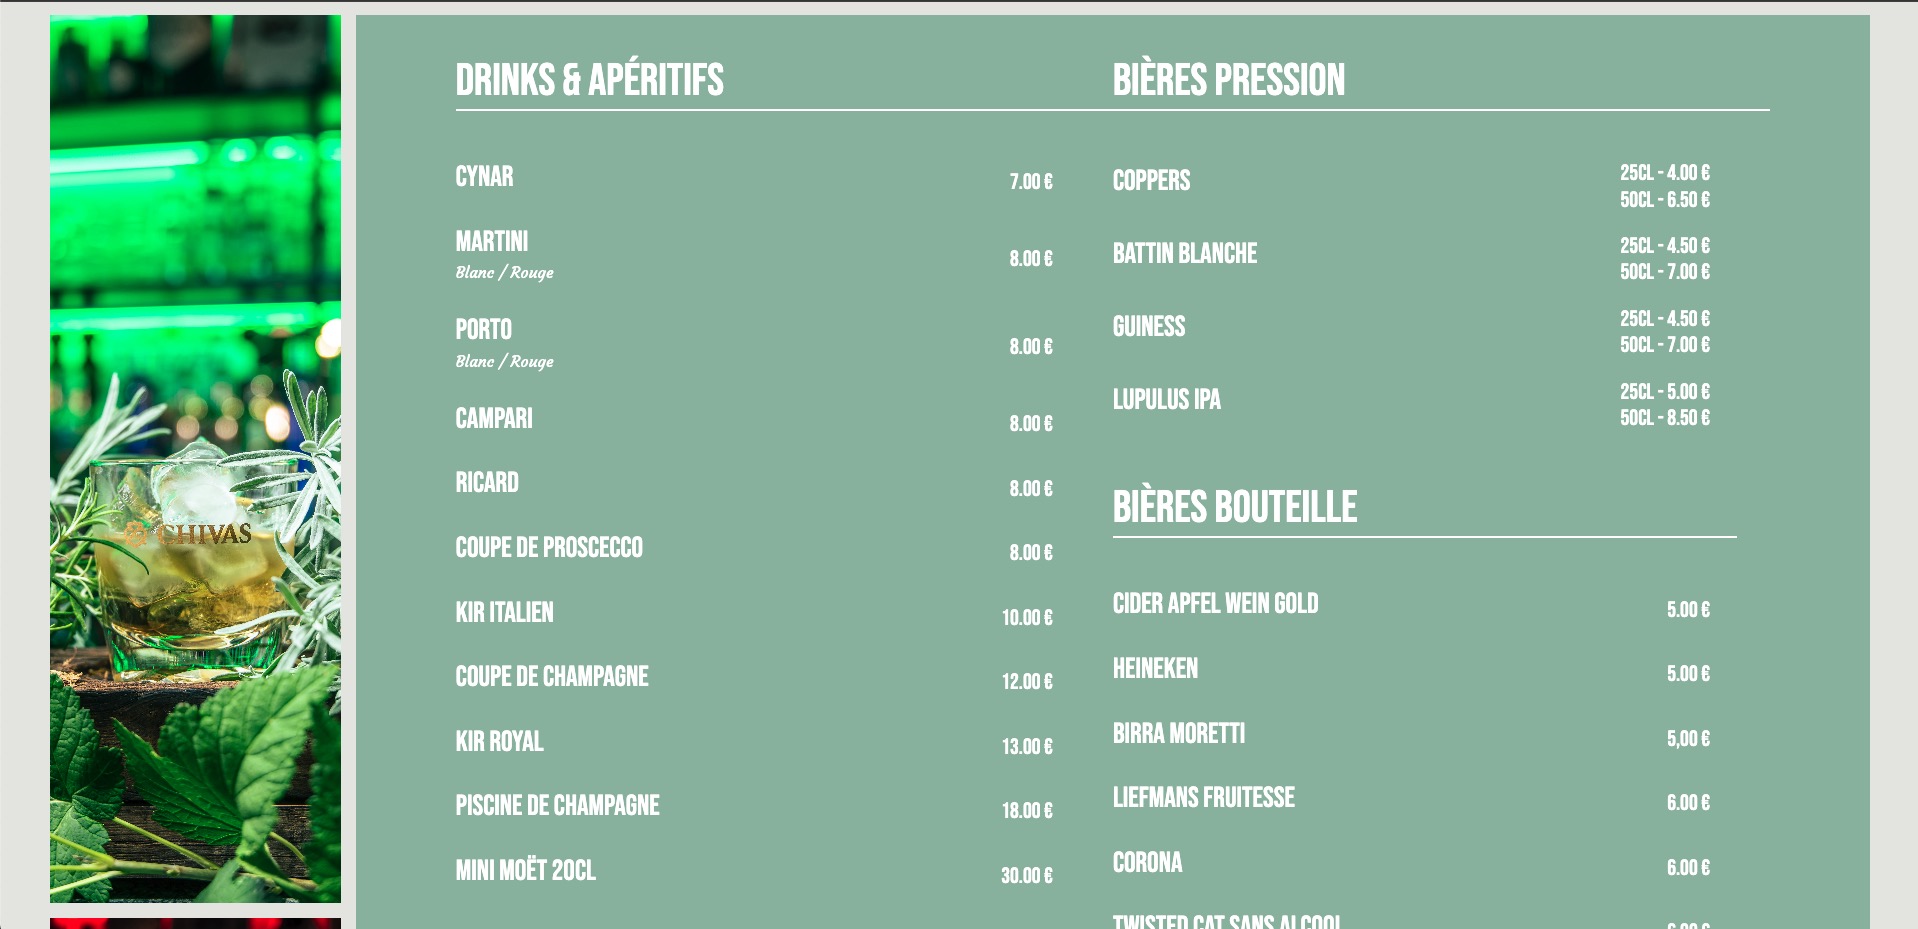 DRINKS & APÉRITIFS
CYNAR 7.00 €
MARTINI 8.00 €
Blanc / Rouge
PORTO 8.00 €
Blanc / Rouge
CAMPARI 8.00 €
RICARD 8.00 €
COUPE DE PROSCECCO 8.00 €
KIR ITALIEN 10.00 €
COUPE DE CHAMPAGNE 12.00 €
KIR ROYAL 13.00 €
PISCINE DE CHAMPAGNE 18.00 €
MINI MOËT 20CL 30.00 €
BIÈRES PRESSION
COPPERS 25CL - 4.00 €
50CL - 6.50 €
BATTIN BLANCHE 25CL - 4.50 €
50CL - 7.00 €
GUINESS 25CL - 4.50 €
50CL - 7.00 €
LUPULUS IPA 25CL - 5.00 €
50CL - 8.50 €
BIÈRES BOUTEILLE
CIDER APFEL WEIN GOLD 5.00 €
HEINEKEN 5.00 €
BIRRA MORETTI 5,00 €
LIEFMANS FRUITESSE 6.00 €
CORONA 6.00 €
TWISTED CAT SANS ALCOOL
CHIVAS